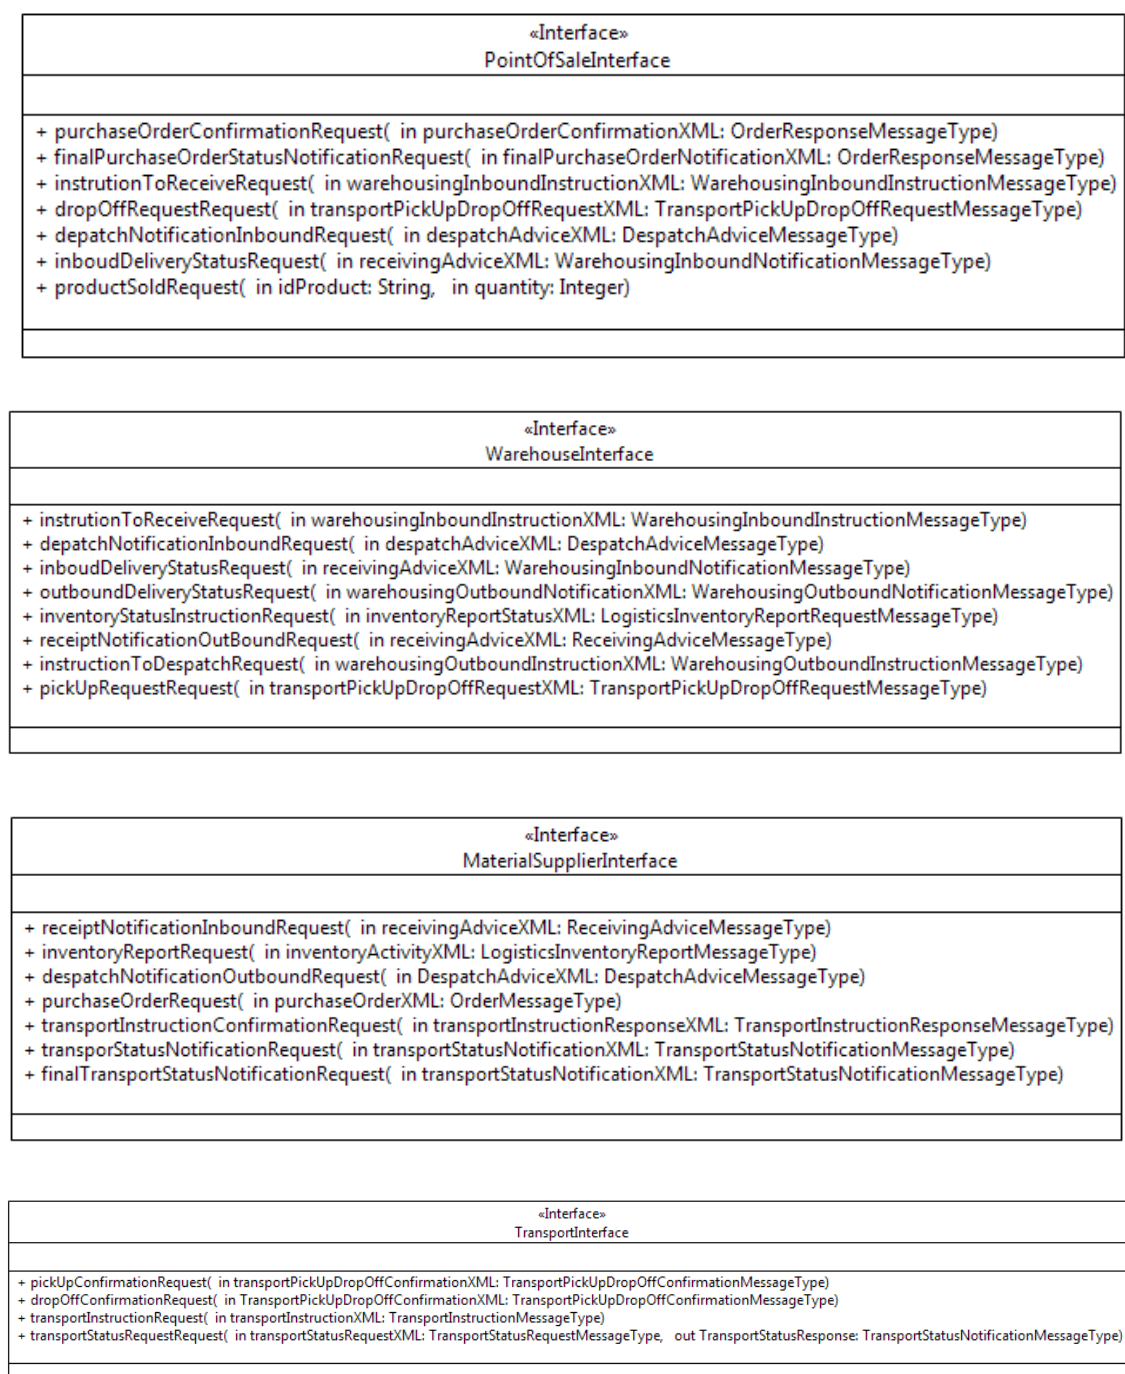 «Interface»
PointOfSaleInterface
+ purchaseOrderConfirmationRequest( in purchaseOrderConfirmationXML: OrderResponseMessageType)
+ finalPurchaseOrderStatusNotificationRequest( in finalPurchaseOrderNotificationXML: OrderResponseMessageType)
+ instrutionToReceiveRequest( in warehousingInboundInstructionXML: WarehousingInboundInstructionMessageType)
+ dropOffRequestRequest( in transportPickUpDropOffRequestXML: TransportPickUpDropOffRequestMessageType)
+ depatchNotificationInboundRequest( in despatchAdviceXML: DespatchAdviceMessageType)
+ inboudDeliveryStatusRequest( in receivingAdviceXML: WarehousingInboundNotificationMessageType)
+ productSoldRequest( in idProduct: String, in quantity: Integer)
«Interface»
WarehouseInterface
+ instrutionToReceiveRequest( in warehousingInboundInstructionXML: WarehousingInboundInstructionMessageType)
+ depatchNotificationInboundRequest( in despatchAdviceXML: DespatchAdviceMessageType)
+ inboudDeliveryStatusRequest( in receivingAdviceXML: WarehousingInboundNotificationMessageType)
+ outboundDeliveryStatusRequest( in warehousingOutboundNotificationXML: WarehousingOutboundNotificationMessageType)
+ inventoryStatusInstructionRequest( in inventoryReportStatusXML: LogisticsInventoryReportRequestMessageType)
+ receiptNotificationOutBoundRequest( in receivingAdviceXML: ReceivingAdviceMessageType)
+ instructionToDespatchRequest( in warehousingOutboundInstructionXML: WarehousingOutboundInstructionMessageType)
+ pickUpRequestRequest( in transportPickUpDropOffRequestXML: TransportPickUpDropOffRequestMessageType)
«Interface»
MaterialSupplierInterface
+ receiptNotificationInboundRequest( in receivingAdviceXML: ReceivingAdviceMessageType)
+ inventoryReportRequest( in inventoryActivityXML: LogisticsInventoryReportMessageType)
+ despatchNotificationOutboundRequest( in DespatchAdviceXML: DespatchAdviceMessageType)
+ purchaseOrderRequest( in purchaseOrderXML: OrderMessageType)
+ transportInstructionConfirmationRequest( in transportInstructionResponseXML: TransportInstructionResponseMessageType)
+ transporStatusNotificationRequest( in transportStatusNotificationXML: TransportStatusNotificationMessageType)
+ finalTransportStatusNotificationRequest( in transportStatusNotificationXML: TransportStatusNotificationMessageType)
«Interface»
TransportInterface
+ pickUpConfirmationRequest( in transportPickUpDropOffConfirmationXML: TransportPickUpDropOffConfirmationMessageType)
+ dropOffConfirmationRequest( in TransportPickUpDropOffConfirmationXML: TransportPickUpDropOffConfirmationMessageType)
+ transportInstructionRequest( in transportInstructionXML: TransportInstructionMessageType)
+ transportStatusRequestRequest( in transportStatusRequestXML: TransportStatusRequestMessageType, out TransportStatusResponse: TransportStatusNotificationMessageType)